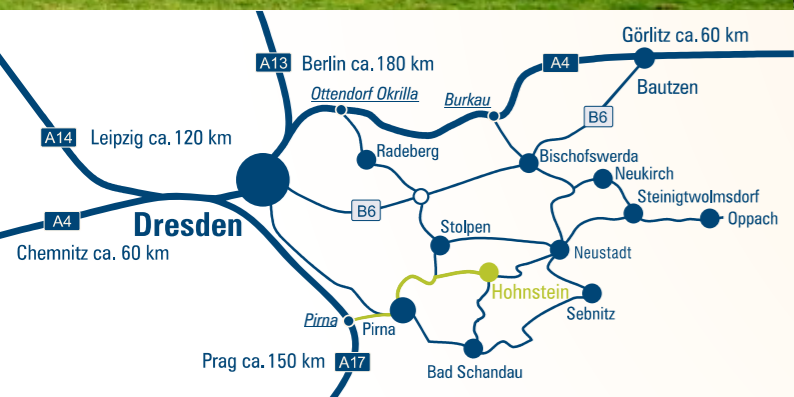 Görlitz ca. 60 km
A13 Berlin ca. 180 km
A4
Ottendorf Okrilla
Burkau
Bautzen
B6
A14 Leipzig ca. 120 km
Radeberg
Bischofswerda
Neukirch
Steinigtwolmsdorf
Oppach
A4
Dresden
B6
Stolpen
Chemnitz ca. 60 km
Neustadt
Hohnstein
Sebnitz
Pirna
Pirna
Prag ca. 150 km A17
Bad Schandau